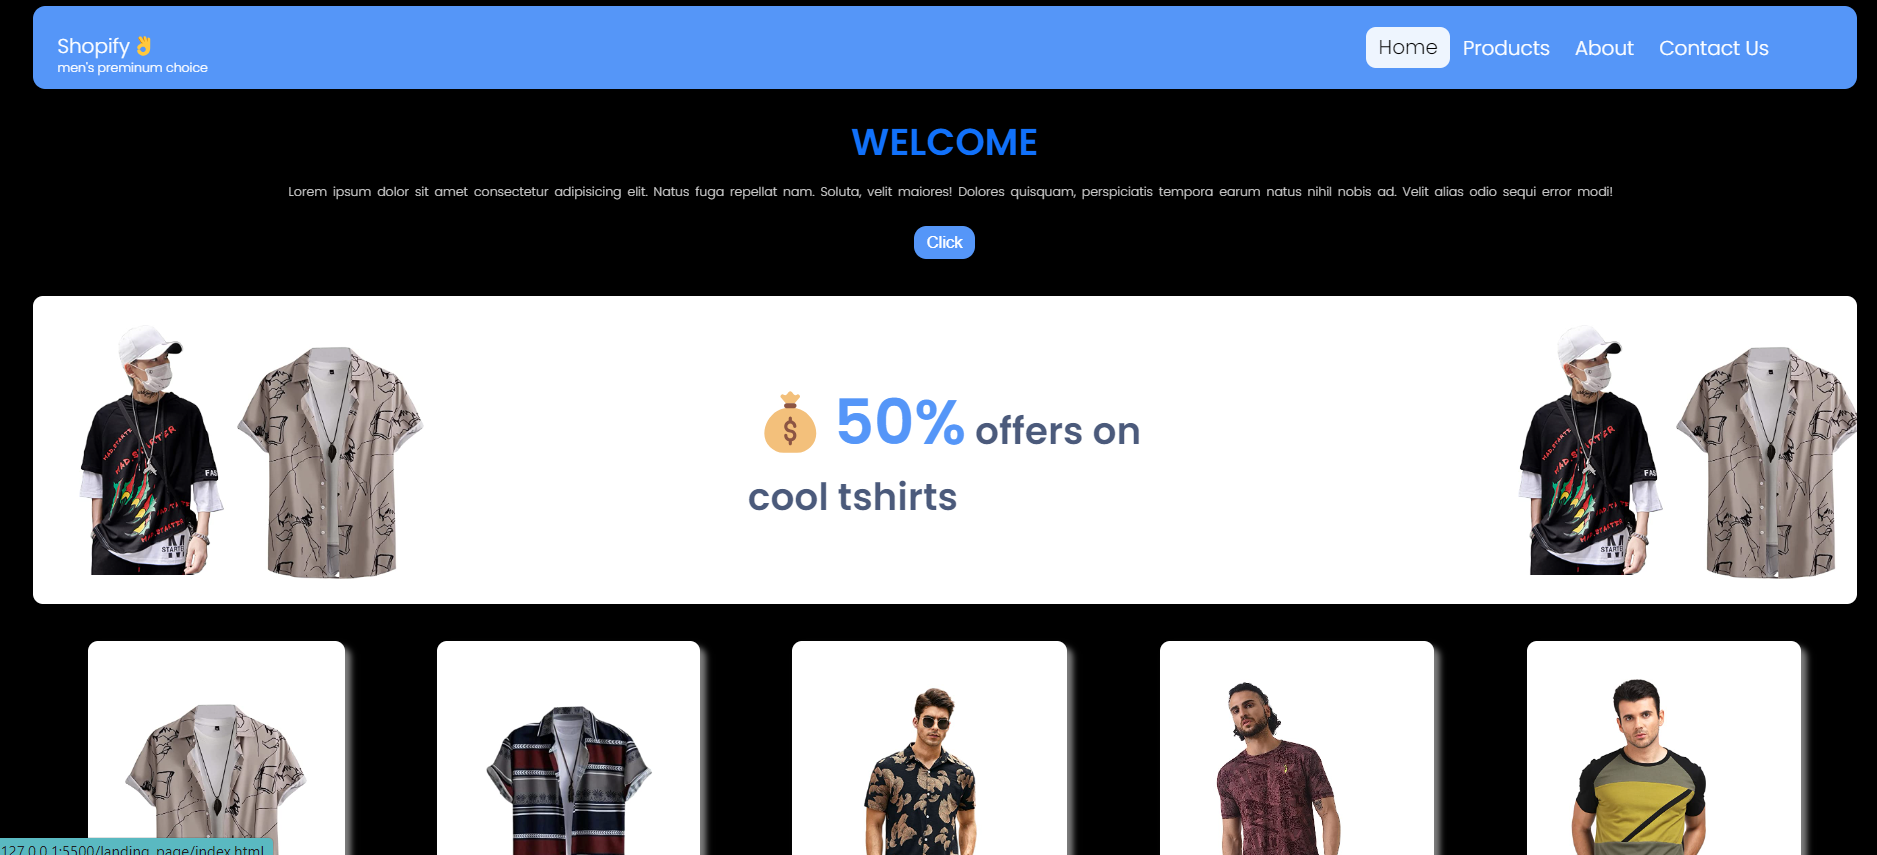 Shopify👌
men's preminum choice
Home Products About Contact Us
WELCOME
Lorem ipsum dolor sit amet consectetur adipisicing elit. Natus fuga repellat nam. Soluta, velit maiores! Dolores quisquam, perspiciatis tempora earum natus nihil nobis ad. Velit alias odio sequi error modi!
Click
💰 50% offers on
cool tshirts
127.0.0.1:5500/landing_page/index.html